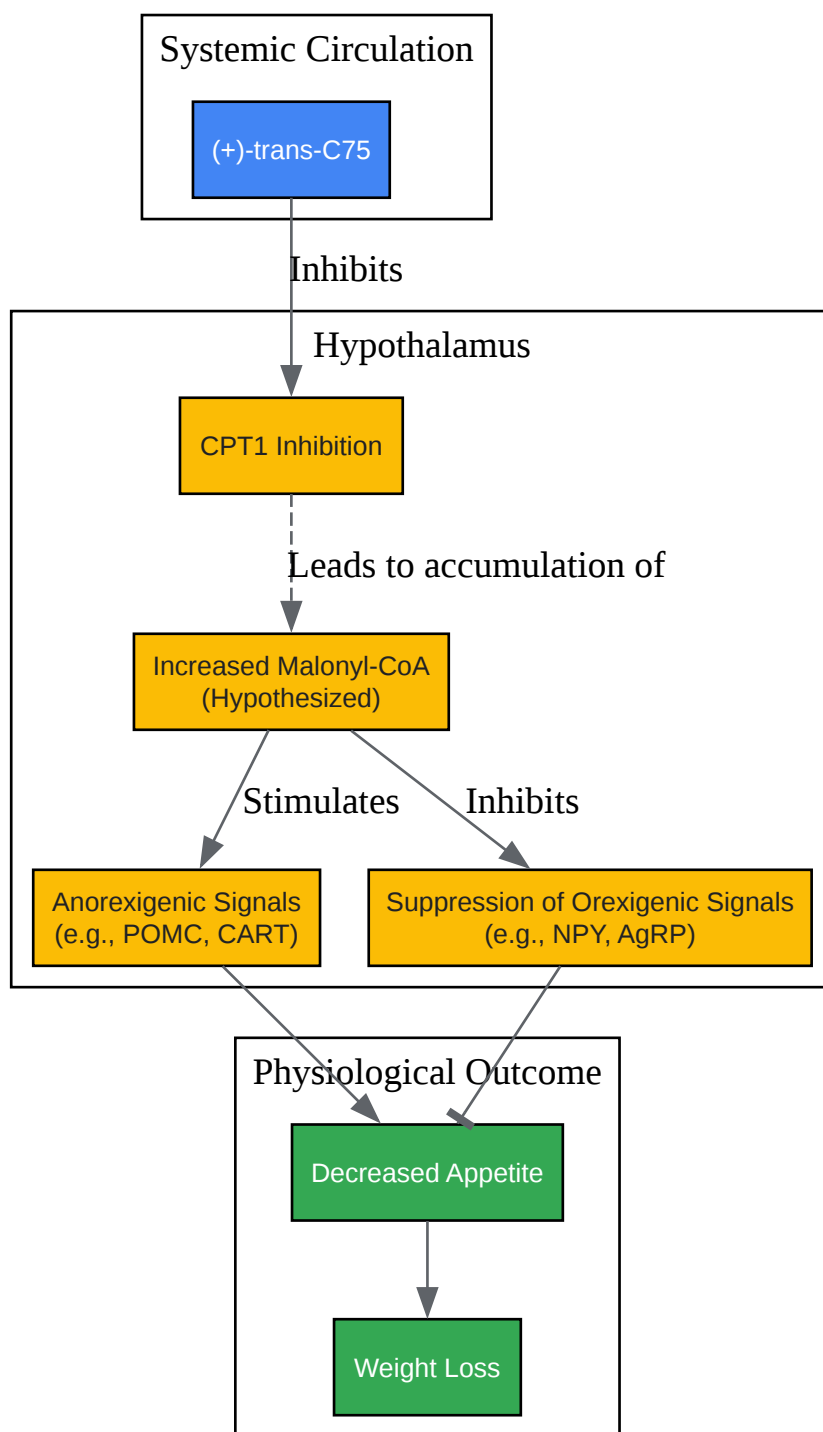 Systemic Circulation
(+)-trans-C75
Inhibits
Hypothalamus
CPT1 Inhibition
Leads to accumulation of
Increased Malonyl-CoA
(Hypothesized)
Stimulates
Inhibits
Anorexigenic Signals
(e.g., POMC, CART)
Suppression of Orexigenic Signals
(e.g., NPY, AgRP)
Physiological Outcome
Decreased Appetite
Weight Loss